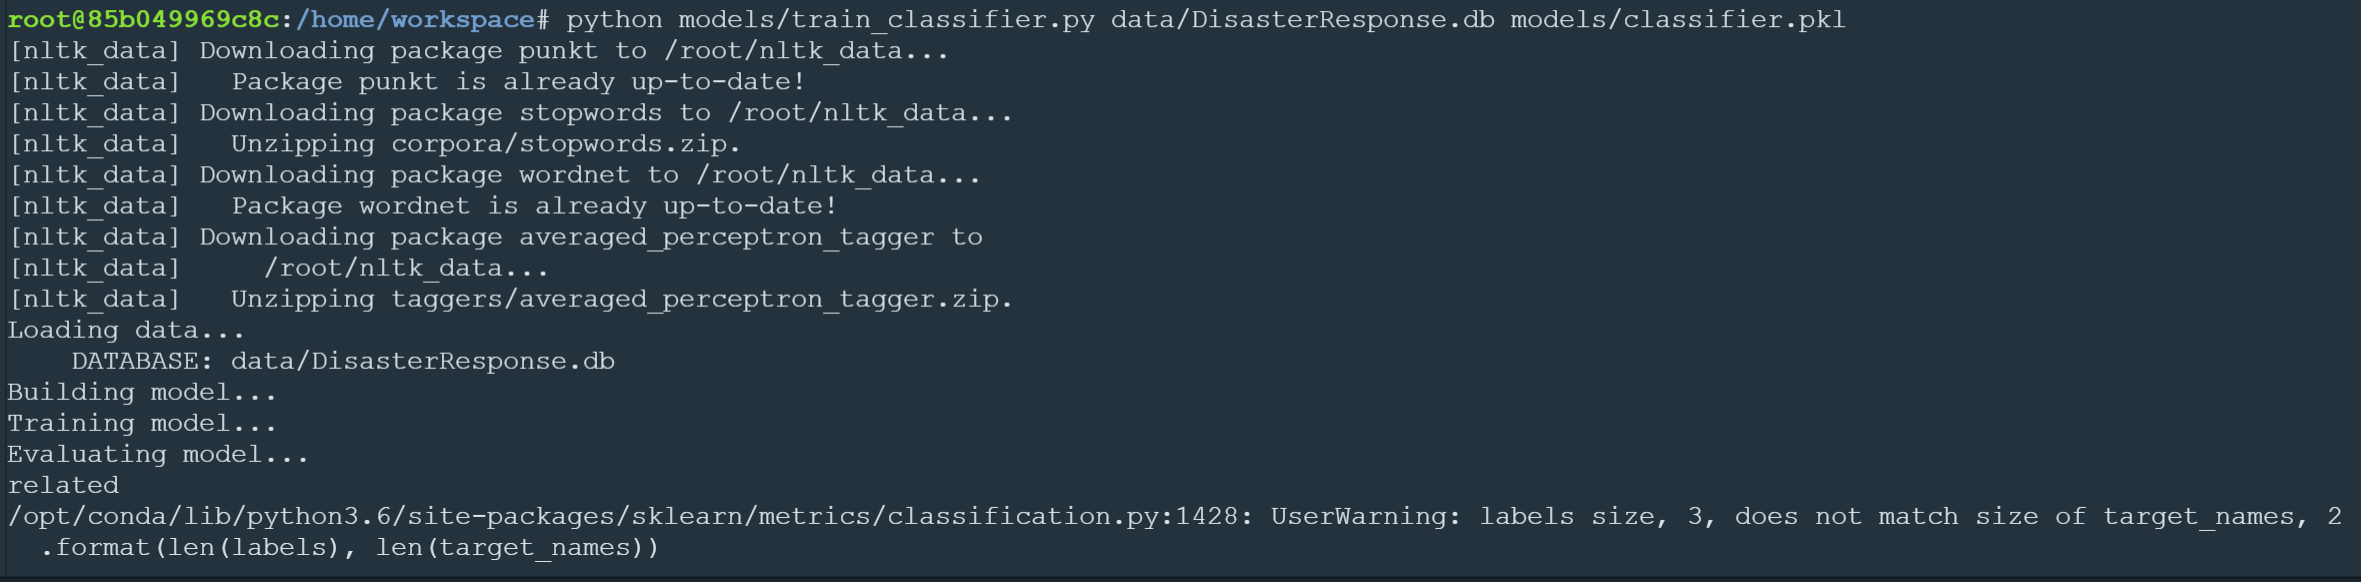 root@85b049969c8c:/home/workspace# python models/train_classifier.py data/DisasterResponse.db models/classifier.pkl
[nltk_data] Downloading package punkt to /root/nltk_data...
[nltk_data]   Package punkt is already up-to-date!
[nltk_data] Downloading package stopwords to /root/nltk_data...
[nltk_data]   Unzipping corpora/stopwords.zip.
[nltk_data] Downloading package wordnet to /root/nltk_data...
[nltk_data]   Package wordnet is already up-to-date!
[nltk_data] Downloading package averaged_perceptron_tagger to
[nltk_data]     /root/nltk_data...
[nltk_data]   Unzipping taggers/averaged_perceptron_tagger.zip.
Loading data...
    DATABASE: data/DisasterResponse.db
Building model...
Training model...
Evaluating model...
related
/opt/conda/lib/python3.6/site-packages/sklearn/metrics/classification.py:1428: UserWarning: labels size, 3, does not match size of target_names, 2
  .format(len(labels), len(target_names))